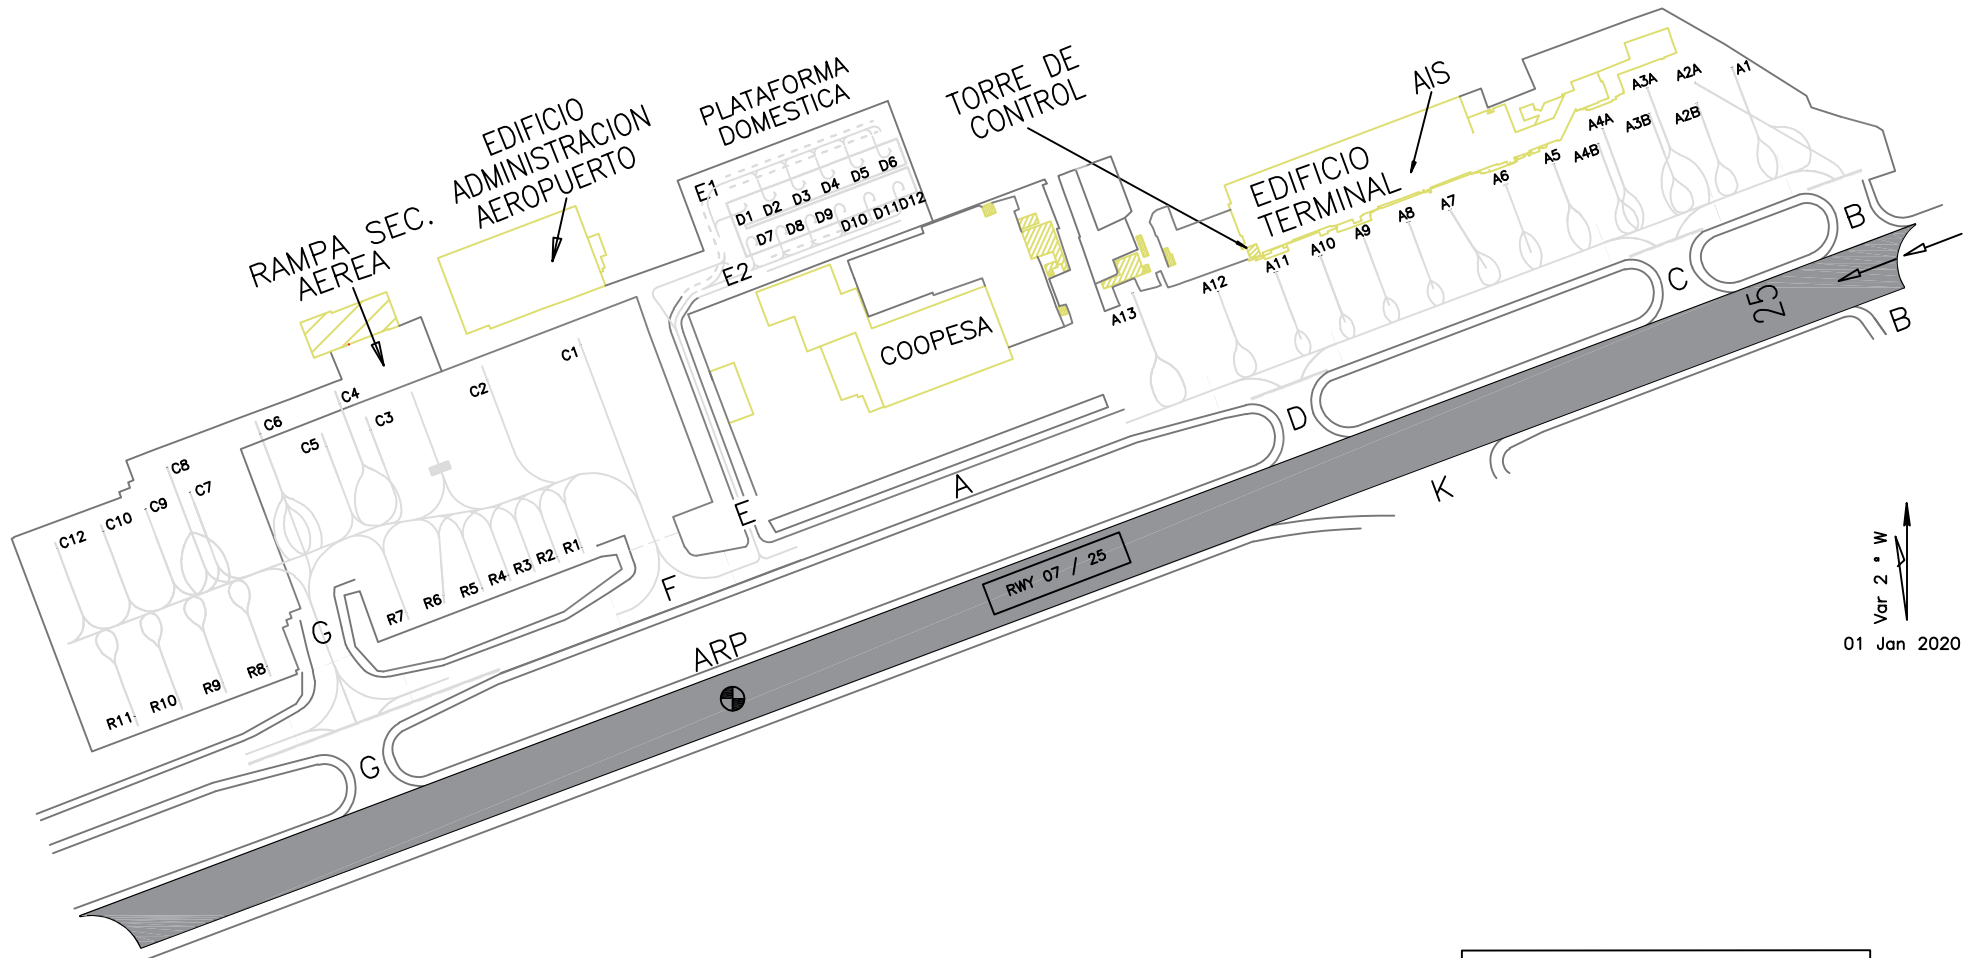 PLATAFORMA
DOMESTICA
TORRE DE
CONTROL
AIS
EDIFICIO
ADMINISTRACION
AEROPUERTO
RAMPA SEC.
AEREA
EDIFICIO
TERMINAL
COOPESA
A1
A2A
A3A
A2B
A3B
A4A
A4B
A5
A6
A7
A8
A9
A10
A11
A12
A13
E1
D1 D2 D3 D4 D5 D6
D7 D8 D9 D10 D11 D12
E2
B
C
25
B
D
K
A
E
F
G
G
C1
C2
C3
C4
C5
C6
C7
C8
C9
C10
C12
R1
R2
R3
R4
R5
R6
R7
R8
R9
R10
R11
RWY 07 / 25
ARP
Var 2 ° W
01 Jan 2020